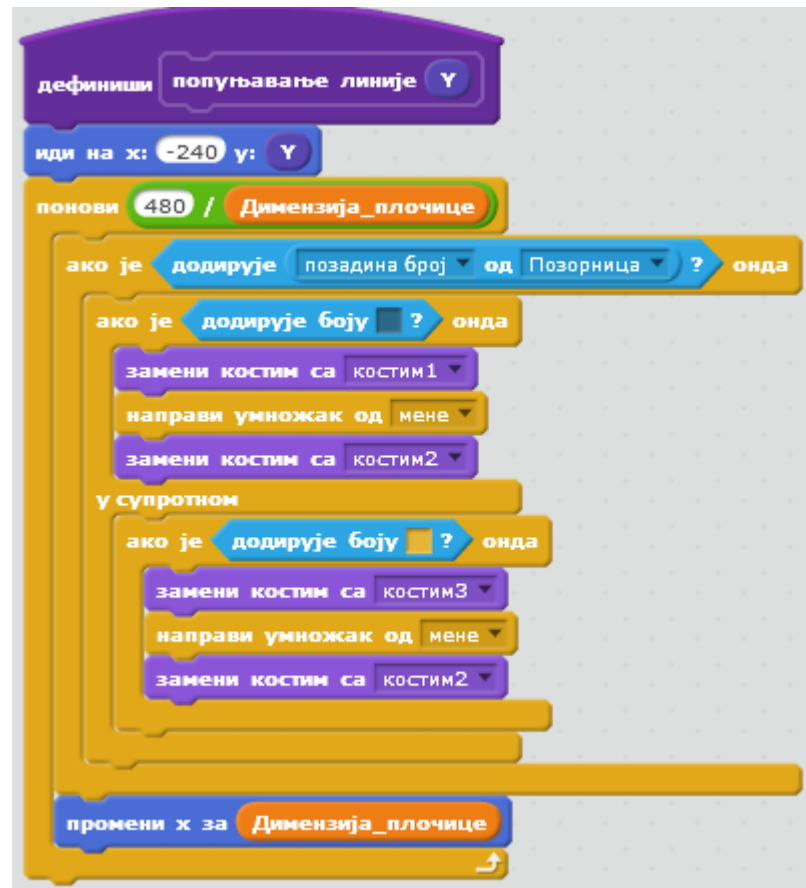 дефиниши попуњавање линије Y
иди на x: -240 y: Y
понови 480 / Димензија_плочице
ако је додирује позадина број од Позорница ? онда
ако је додирује боју ? онда
замени костим са костим1
направи умножак од мене
замени костим са костим2
у супротном
ако је додирује боју ? онда
замени костим са костим3
направи умножак од мене
замени костим са костим2
промени x за Димензија_плочице